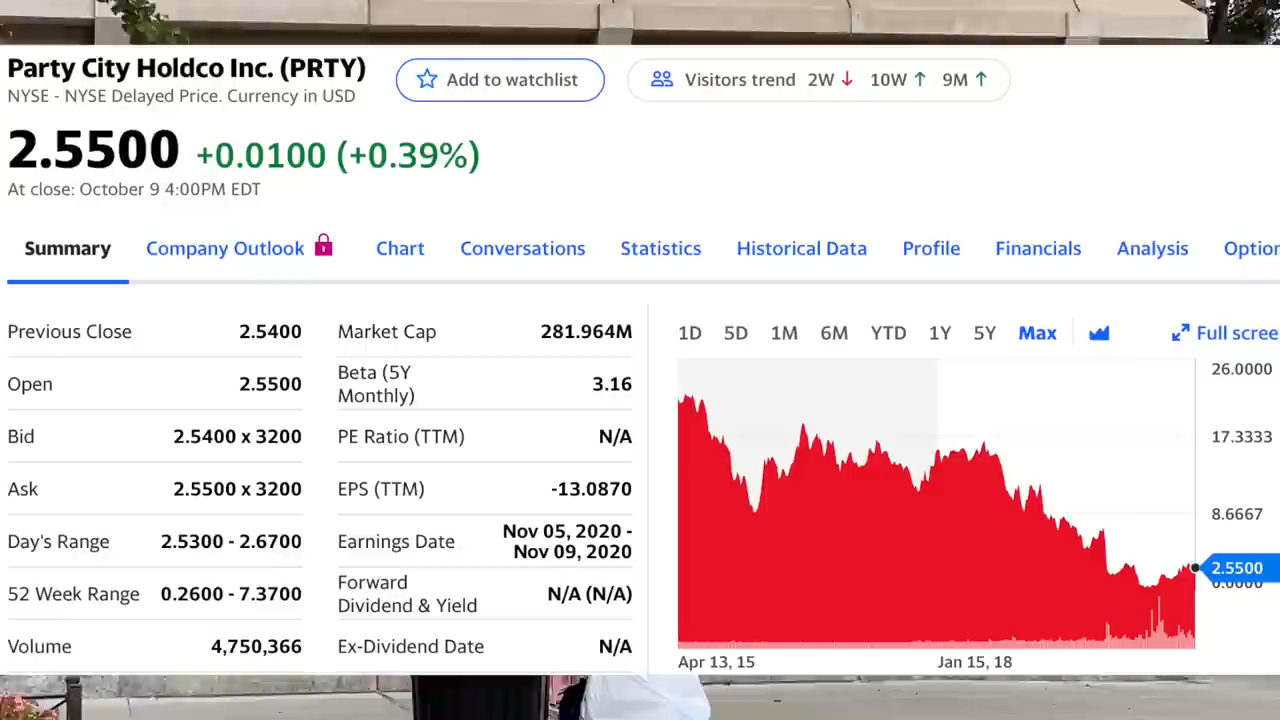 Party City Holdco Inc. (PRTY)
NYSE - NYSE Delayed Price. Currency in USD
Add to watchlist
Visitors trend 2W ↓ 10W ↑ 9M ↑
2.5500 +0.0100 (+0.39%)
At close: October 9 4:00PM EDT
Summary Company Outlook Chart Conversations Statistics Historical Data Profile Financials Analysis Option
Previous Close 2.5400
Open 2.5500
Bid 2.5400 x 3200
Ask 2.5500 x 3200
Day's Range 2.5300 - 2.6700
52 Week Range 0.2600 - 7.3700
Volume 4,750,366
Market Cap 281.964M
Beta (5Y
Monthly) 3.16
PE Ratio (TTM) N/A
EPS (TTM) -13.0870
Earnings Date Nov 05, 2020 -
Nov 09, 2020
Forward
Dividend & Yield N/A (N/A)
Ex-Dividend Date N/A
1D 5D 1M 6M YTD 1Y 5Y Max
Full scree
26.0000
17.3333
8.6667
2.5500
0.0000
Apr 13, 15 Jan 15, 18